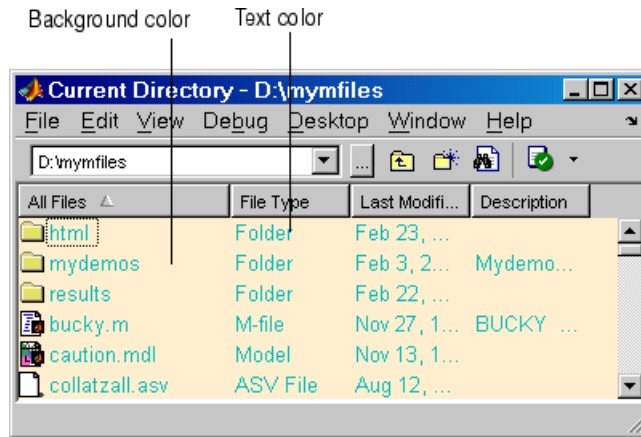 Background color Text color
Current Directory - D:\mymfiles
File Edit View Debug Desktop Window Help
D:\mymfiles ...
All Files File Type Last Modifi... Description
html Folder Feb 23, ...
mydemos Folder Feb 3, 2... Mydemo...
results Folder Feb 22, ...
bucky.m M-file Nov 27, 1... BUCKY ...
caution.mdl Model Nov 13, 1...
collatzall.asv ASV File Aug 12, ...